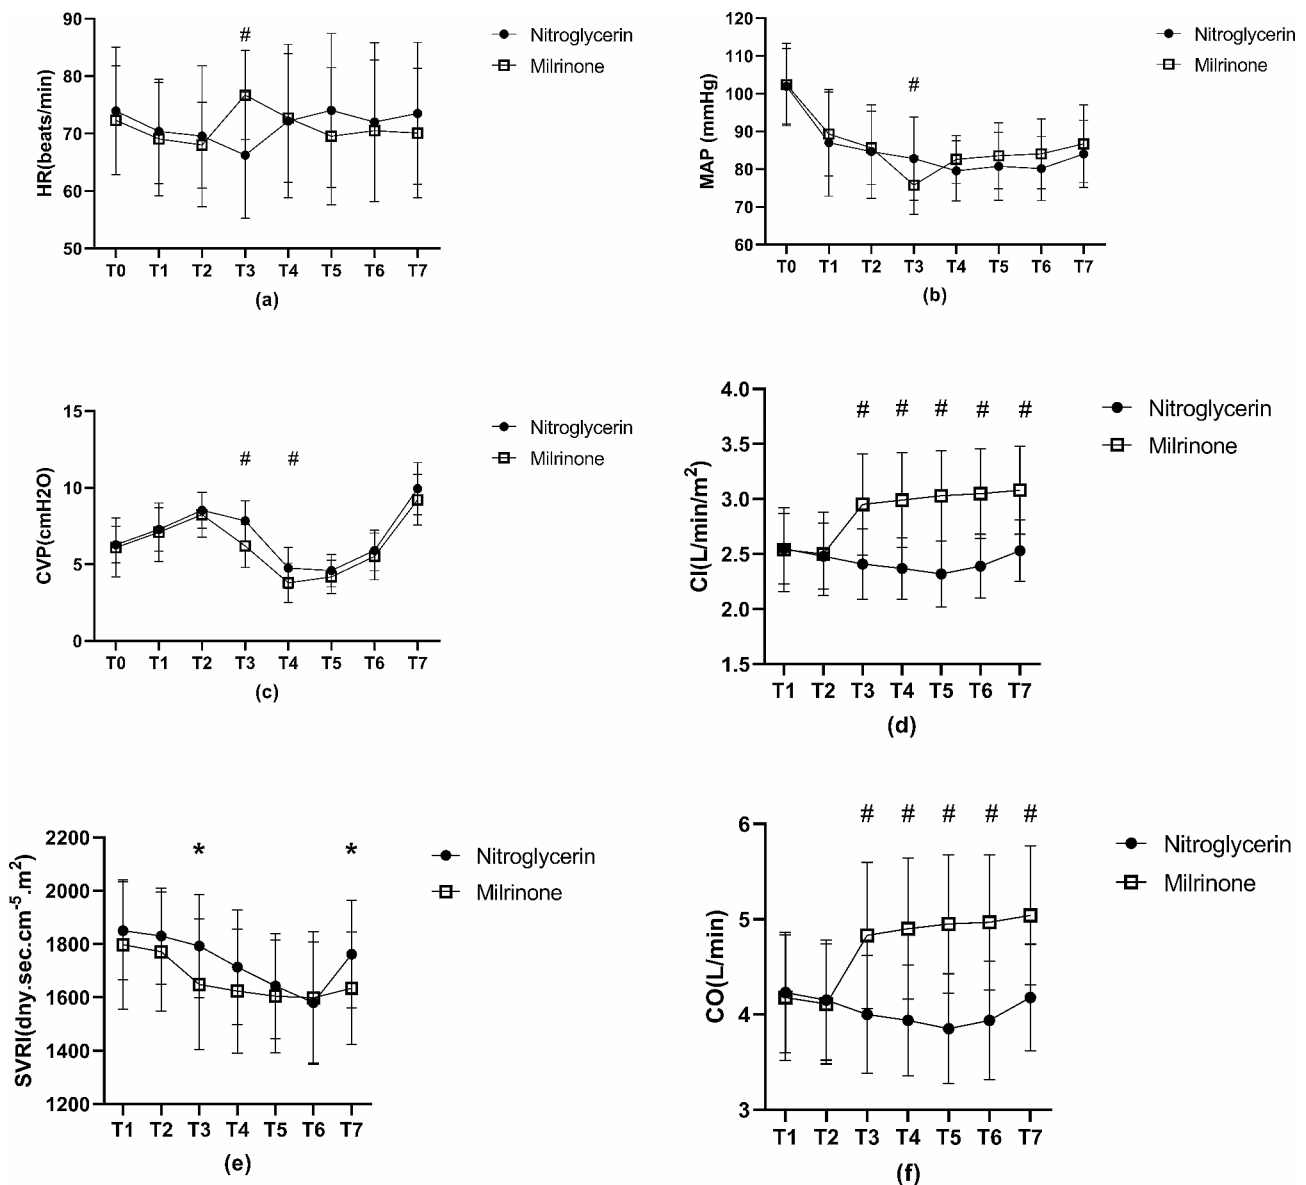 HR(beats/min)
90
80
70
60
50
#
T0 T1 T2 T3 T4 T5 T6 T7
(a)
Nitroglycerin
Milrinone
MAP (mmHg)
120
110
100
90
80
70
60
#
T0 T1 T2 T3 T4 T5 T6 T7
(b)
Nitroglycerin
Milrinone
CVP(cmH2O)
15
10
5
0
# #
T0 T1 T2 T3 T4 T5 T6 T7
(c)
Nitroglycerin
Milrinone
CI(L/min/m²)
4.0
3.5
3.0
2.5
2.0
1.5
# # # # #
T1 T2 T3 T4 T5 T6 T7
(d)
Nitroglycerin
Milrinone
SVRI(dny.sec.cm⁻⁵.m²)
2200
2000
1800
1600
1400
1200
* *
T1 T2 T3 T4 T5 T6 T7
(e)
Nitroglycerin
Milrinone
CO(L/min)
6
5
4
3
# # # # #
T1 T2 T3 T4 T5 T6 T7
(f)
Nitroglycerin
Milrinone